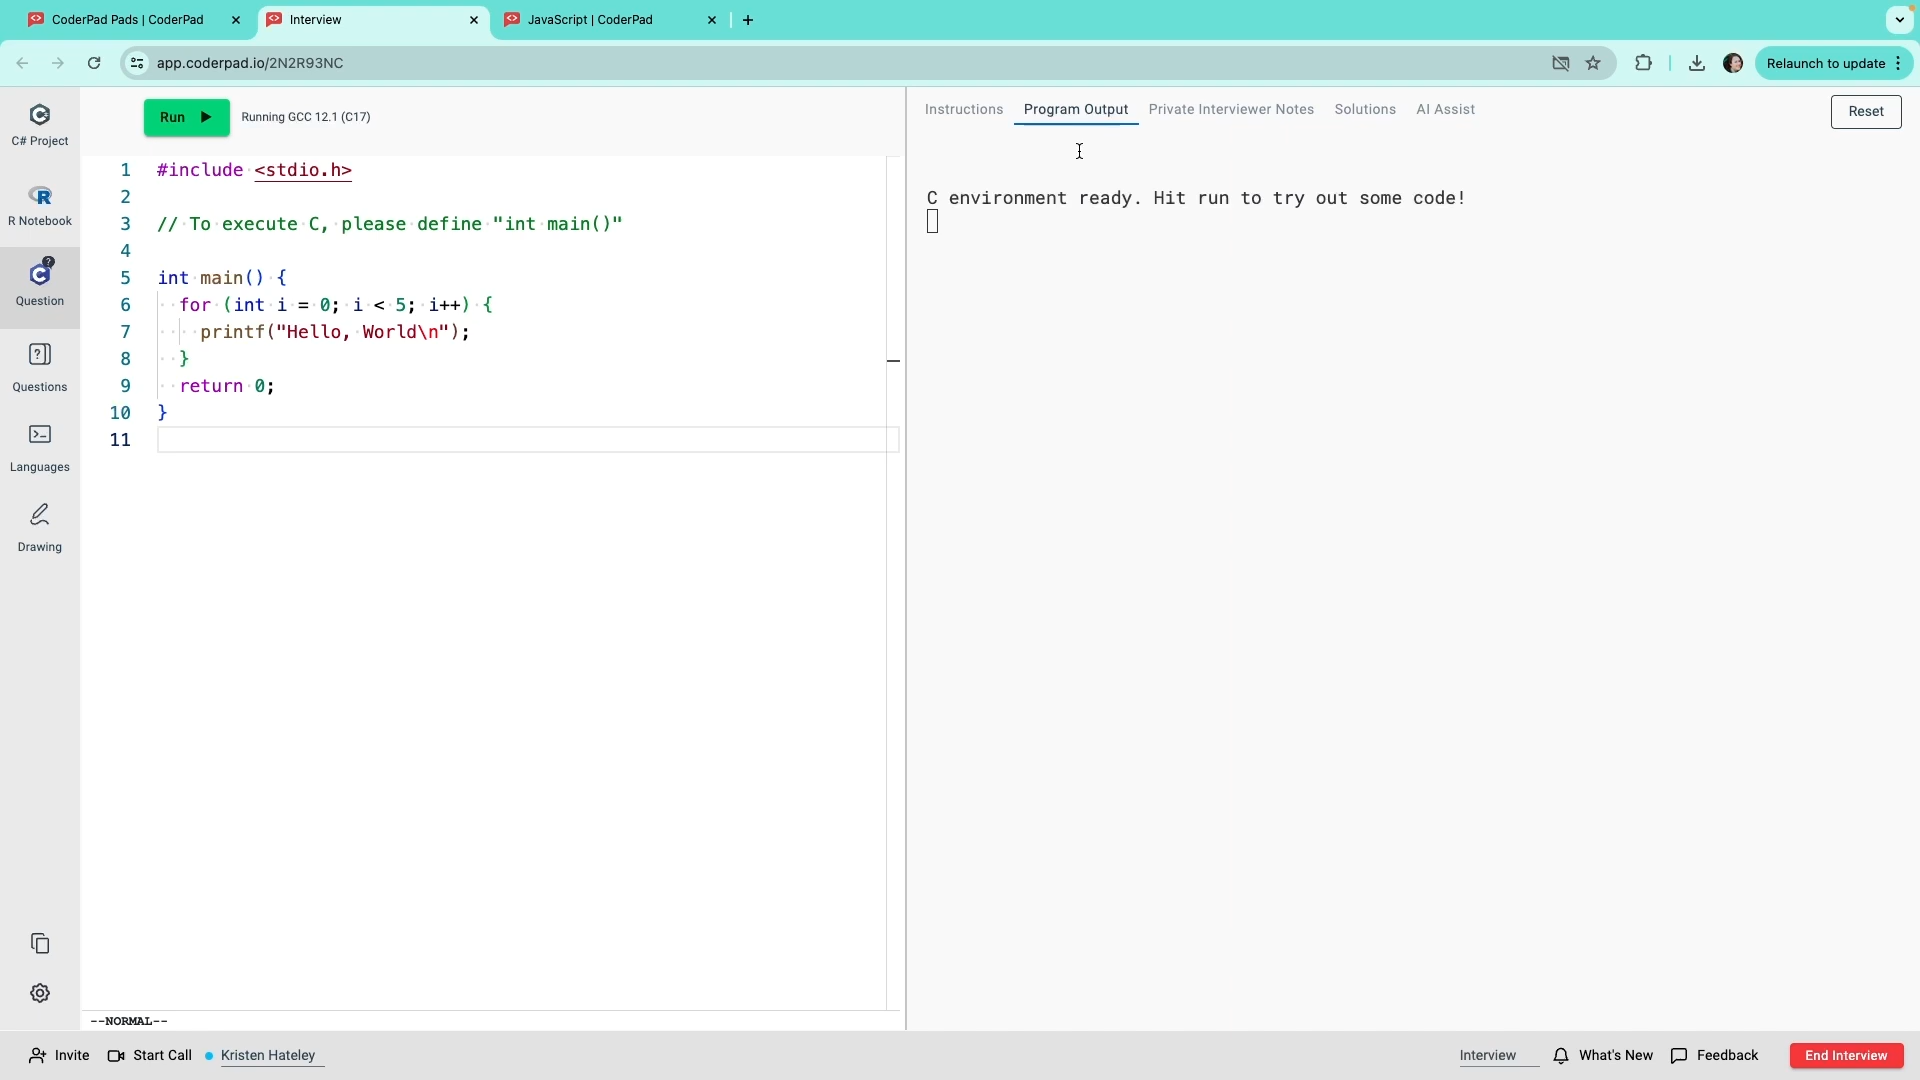 CoderPad Pads | CoderPad
Interview
JavaScript | CoderPad
app.coderpad.io/2N2R93NC
Relaunch to update
C# Project
R Notebook
Question
Questions
Languages
Drawing
Run
Running GCC 12.1 (C17)
1 #include <stdio.h>
2
3 // To execute C, please define "int main()"
4
5 int main() {
6   for (int i = 0; i < 5; i++) {
7     printf("Hello, World\n");
8   }
9   return 0;
10 }
11
--NORMAL--
Instructions Program Output Private Interviewer Notes Solutions AI Assist
Reset
C environment ready. Hit run to try out some code!
Invite Start Call Kristen Hateley
Interview What's New Feedback End Interview